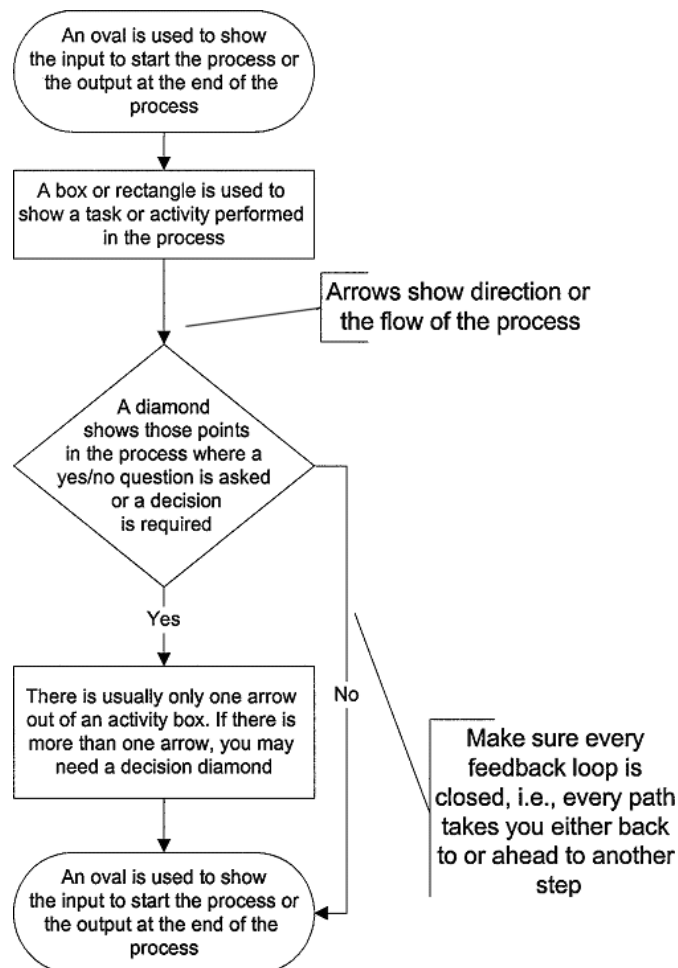 An oval is used to show
the input to start the process or
the output at the end of the
process
A box or rectangle is used to
show a task or activity performed
in the process
Arrows show direction or
the flow of the process
A diamond
shows those points
in the process where a
yes/no question is asked
or a decision
is required
Yes
No
There is usually only one arrow
out of an activity box. If there is
more than one arrow, you may
need a decision diamond
Make sure every
feedback loop is
closed, i.e., every path
takes you either back
to or ahead to another
step
An oval is used to show
the input to start the process or
the output at the end of the
process